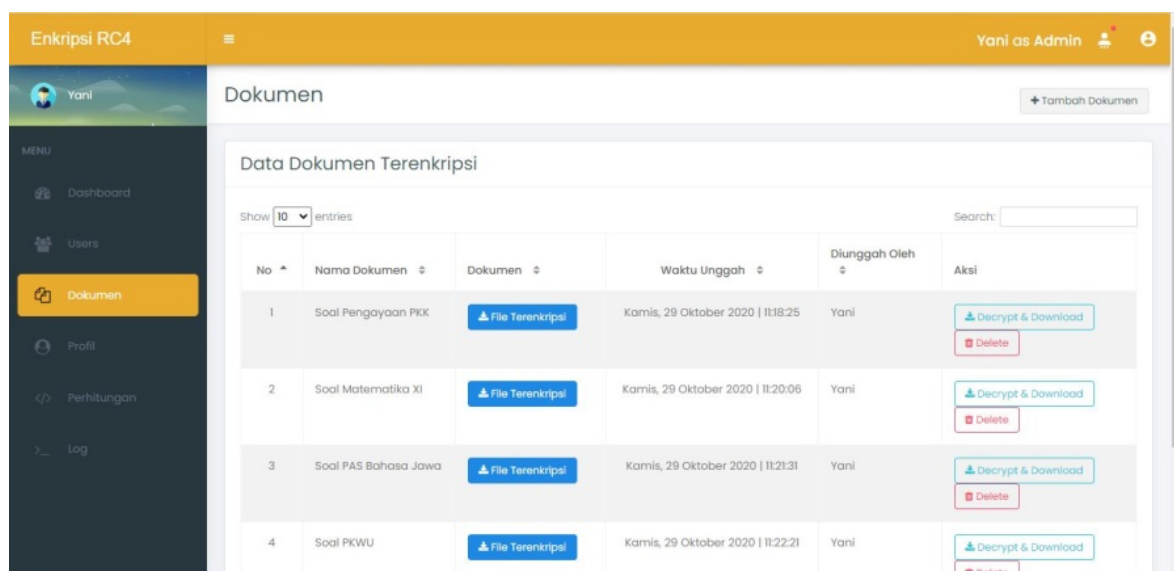 Enkripsi RC4
Yani as Admin
Yani
Dokumen
+ Tambah Dokumen
MENU
Dashboard
Users
Dokumen
Profil
</> Perhitungan
>_ Log
Data Dokumen Terenkripsi
Show 10 entries
Search:
No Nama Dokumen Dokumen Waktu Unggah Diunggah Oleh Aksi
1 Soal Pengayaan PKK File Terenkripsi Kamis, 29 Oktober 2020 | 11:18:25 Yani Decrypt & Download
Delete
2 Soal Matematika XI File Terenkripsi Kamis, 29 Oktober 2020 | 11:20:06 Yani Decrypt & Download
Delete
3 Soal PAS Bahasa Jawa File Terenkripsi Kamis, 29 Oktober 2020 | 11:21:31 Yani Decrypt & Download
Delete
4 Soal PKWU File Terenkripsi Kamis, 29 Oktober 2020 | 11:22:21 Yani Decrypt & Download